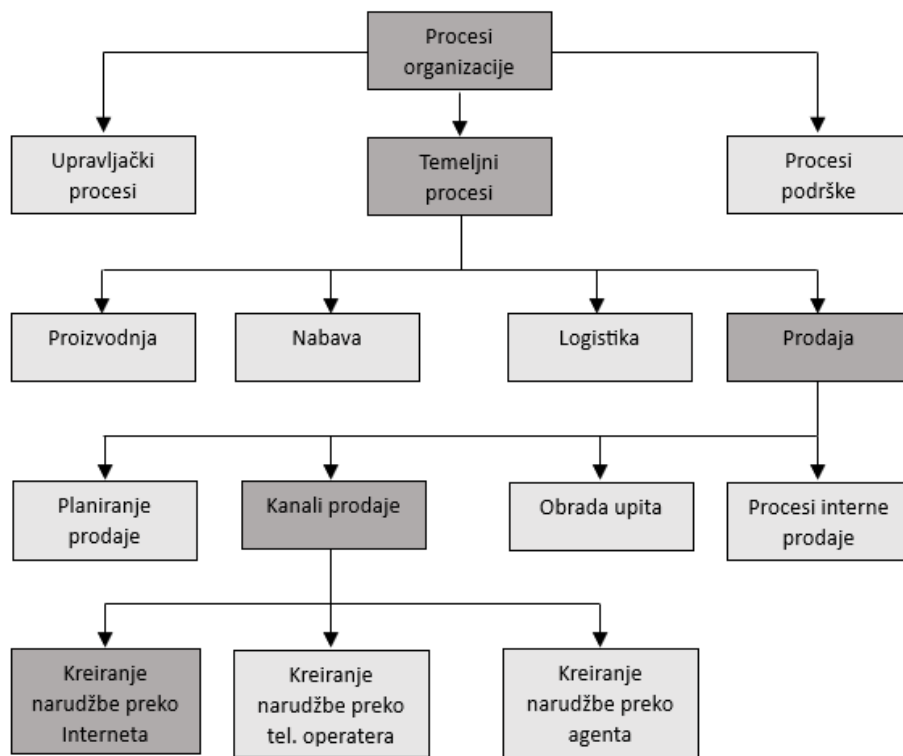 Procesi
organizacije
Upravljački
procesi
Temeljni
procesi
Procesi
podrške
Proizvodnja
Nabava
Logistika
Prodaja
Planiranje
prodaje
Kanali prodaje
Obrada upita
Procesi interne
prodaje
Kreiranje
narudžbe preko
Interneta
Kreiranje
narudžbe preko
tel. operatera
Kreiranje
narudžbe preko
agenta